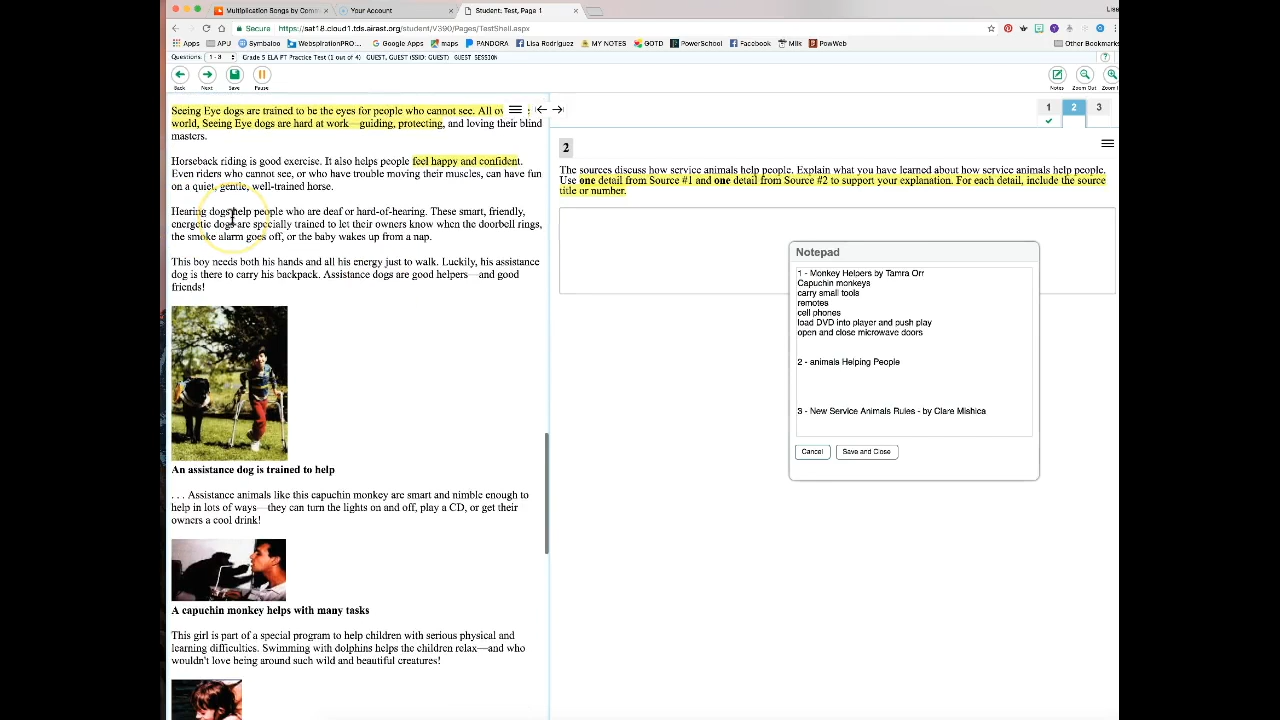 Multiplication Songs by Com
Your Account
Student: Test, Page 1
Lisa
Secure
https://sat18.cloud1.tds.airast.org/student/V390/Pages/TestShell.aspx
Apps
APU
Symbaloo
WebspirationPRO...
Google Apps
maps
PANDORA
Lisa Rodriguez
MY NOTES
GOTD
PowerSchool
Facebook
Milk
PowWeb
Other Bookmarks
Questions: 1 - 3 Grade 5 ELA FT Practice Test (1 out of 4) GUEST, GUEST (SSID: GUEST) GUEST SESSION
Back
Next
Save
Pause
Notes
Zoom Out
Seeing Eye dogs are trained to be the eyes for people who cannot see. All
world, Seeing Eye dogs are hard at work—guiding, protecting, and loving their blind
masters.
Horseback riding is good exercise. It also helps people feel happy and confident.
Even riders who cannot see, or who have trouble moving their muscles, can have fun
on a quiet, gentle, well-trained horse.
Hearing dogs help people who are deaf or hard-of-hearing. These smart, friendly,
energetic dogs are specially trained to let their owners know when the doorbell rings,
the smoke alarm goes off, or the baby wakes up from a nap.
This boy needs both his hands and all his energy just to walk. Luckily, his assistance
dog is there to carry his backpack. Assistance dogs are good helpers—and good
friends!
An assistance dog is trained to help
. . . Assistance animals like this capuchin monkey are smart and nimble enough to
help in lots of ways—they can turn the lights on and off, play a CD, or get their
owners a cool drink!
A capuchin monkey helps with many tasks
This girl is part of a special program to help children with serious physical and
learning difficulties. Swimming with dolphins helps the children relax—and who
wouldn't love being around such wild and beautiful creatures!
1 2 3
2
The sources discuss how service animals help people. Explain what you have learned about how service animals help people.
Use one detail from Source #1 and one detail from Source #2 to support your explanation. For each detail, include the source
title or number.
Notepad
1 - Monkey Helpers by Tamra Orr
Capuchin monkeys
carry small tools
remotes
cell phones
load DVD into player and push play
open and close microwave doors
2 - animals Helping People
3 - New Service Animals Rules - by Clare Mishica
Cancel
Save and Close